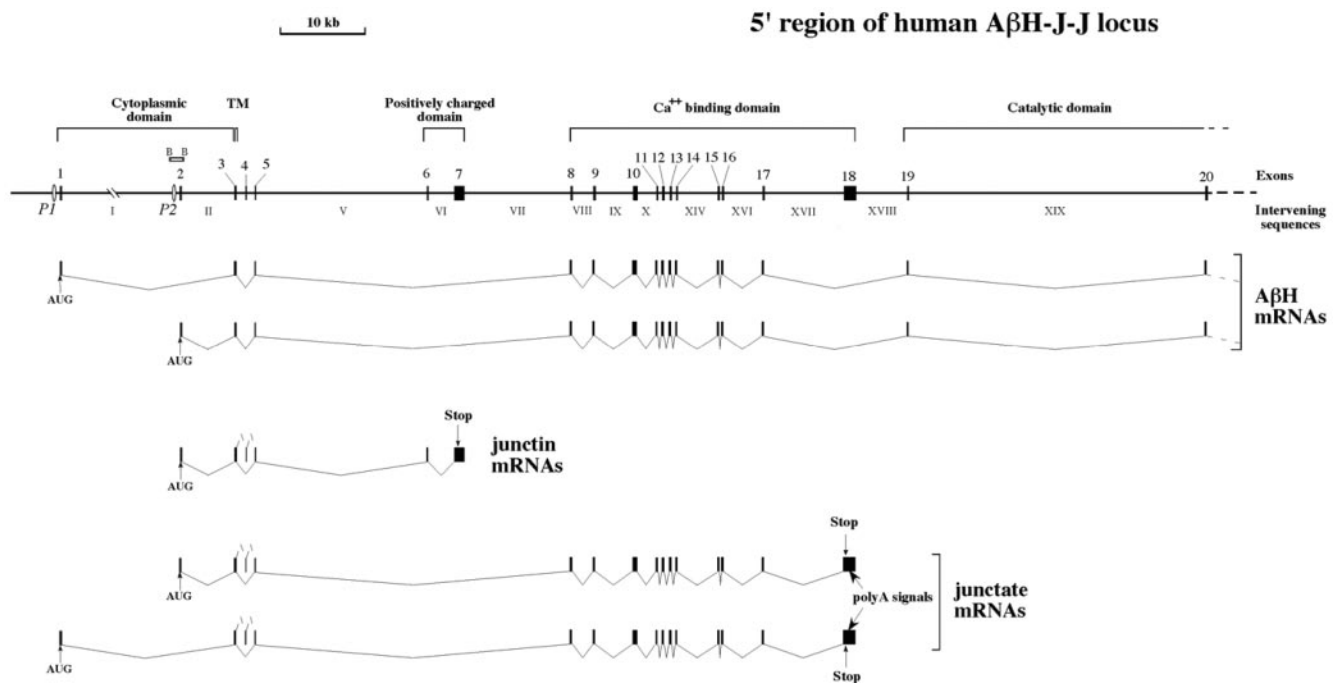 10 kb
5' region of human AβH-J-J locus
Cytoplasmic domain
TM
Positively charged domain
Ca++ binding domain
Catalytic domain
B B
11 12 13 14 15 16
3 4 5
1 2 6 7 8 9 10 17 18 19 20 Exons
P1 I P2 II V VI VII VIII IX X XIV XVI XVII XVIII XIX Intervening sequences
AUG
AβH mRNAs
AUG
Stop
junctin mRNAs
AUG
Stop
AUG
polyA signals
junctate mRNAs
AUG
Stop